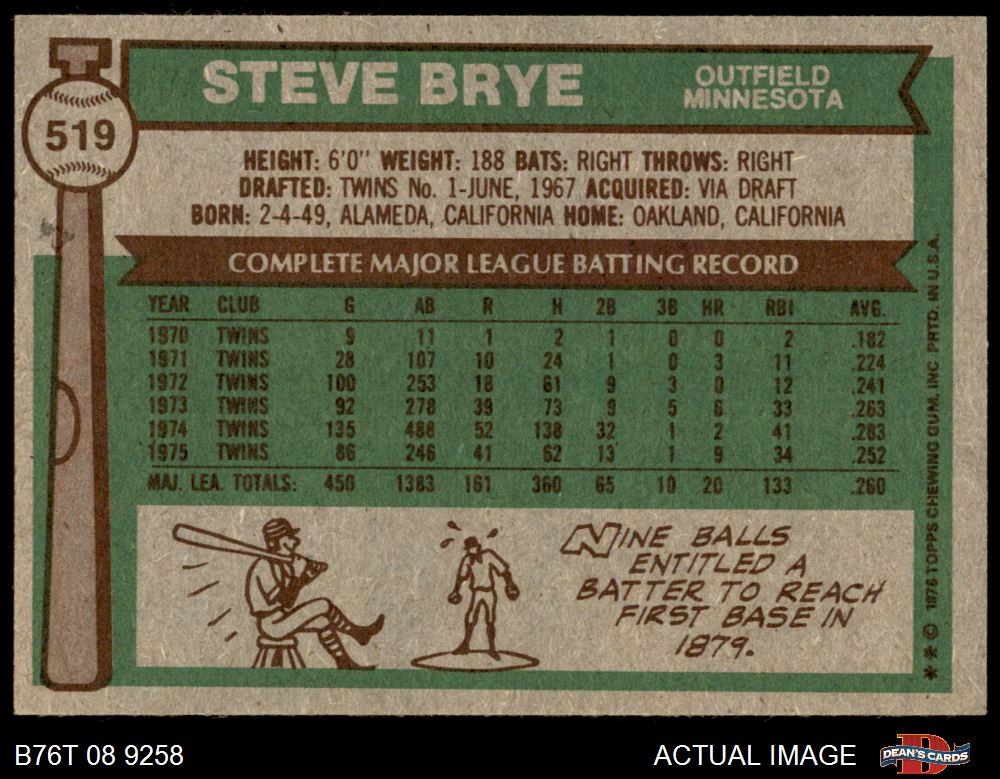 519
STEVE BRYE
OUTFIELD
MINNESOTA
HEIGHT: 6'0" WEIGHT: 188 BATS: RIGHT THROWS: RIGHT
DRAFTED: TWINS No. 1-JUNE, 1967 ACQUIRED: VIA DRAFT
BORN: 2-4-49, ALAMEDA, CALIFORNIA HOME: OAKLAND, CALIFORNIA
COMPLETE MAJOR LEAGUE BATTING RECORD
YEAR CLUB G AB R H 2B 3B HR RBI AVG.
1970 TWINS 9 11 1 2 1 0 0 2 .182
1971 TWINS 28 107 10 24 1 0 3 11 .224
1972 TWINS 100 253 18 61 9 3 0 12 .241
1973 TWINS 92 278 39 73 9 5 6 33 .263
1974 TWINS 135 488 52 138 32 1 2 41 .283
1975 TWINS 86 246 41 62 13 1 9 34 .252
MAJ. LEA. TOTALS: 450 1383 161 360 65 10 20 133 .260
NINE BALLS
ENTITLED A
BATTER TO REACH
FIRST BASE IN
1879.
** © 1976 TOPPS CHEWING GUM, INC. PRTD. IN U.S.A.
B76T 08 9258
ACTUAL IMAGE
D
DEAN'S CARDS